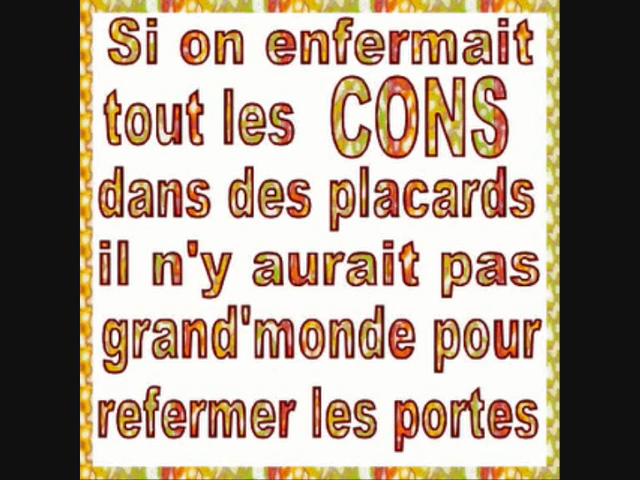 Si on enfermait
tout les CONS
dans des placards
il n'y aurait pas
grand'monde pour
refermer les portes